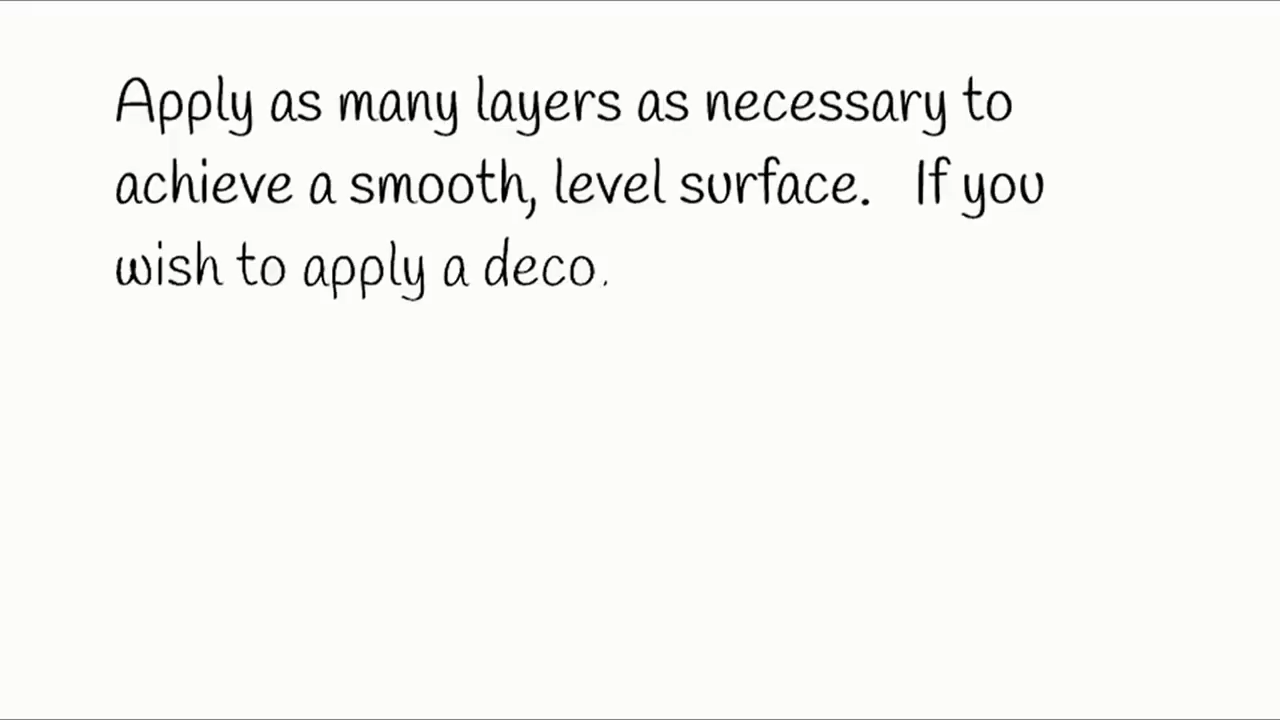 Apply as many layers as necessary to
achieve a smooth, level surface. If you
wish to apply a deco.